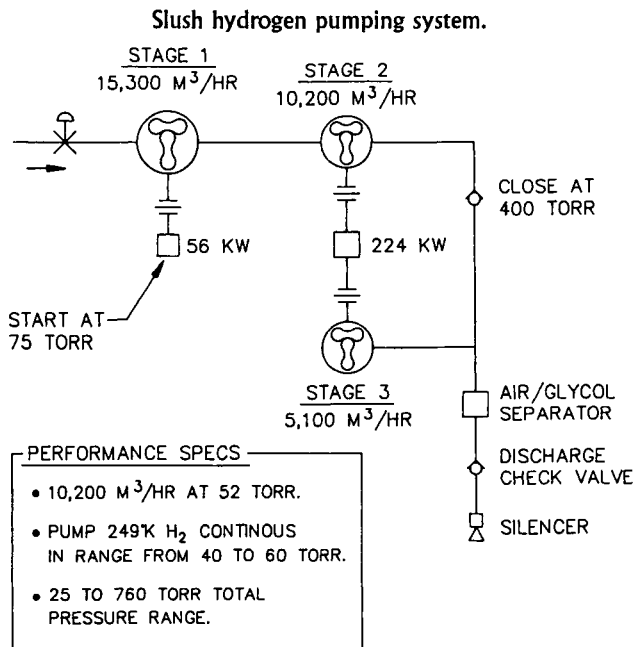 Slush hydrogen pumping system.
STAGE 1
15,300 M³/HR
STAGE 2
10,200 M³/HR
CLOSE AT
400 TORR
56 KW
224 KW
START AT
75 TORR
STAGE 3
5,100 M³/HR
AIR/GLYCOL
SEPARATOR
DISCHARGE
CHECK VALVE
SILENCER
PERFORMANCE SPECS
• 10,200 M³/HR AT 52 TORR.
• PUMP 249°K H₂ CONTINOUS
IN RANGE FROM 40 TO 60 TORR.
• 25 TO 760 TORR TOTAL
PRESSURE RANGE.